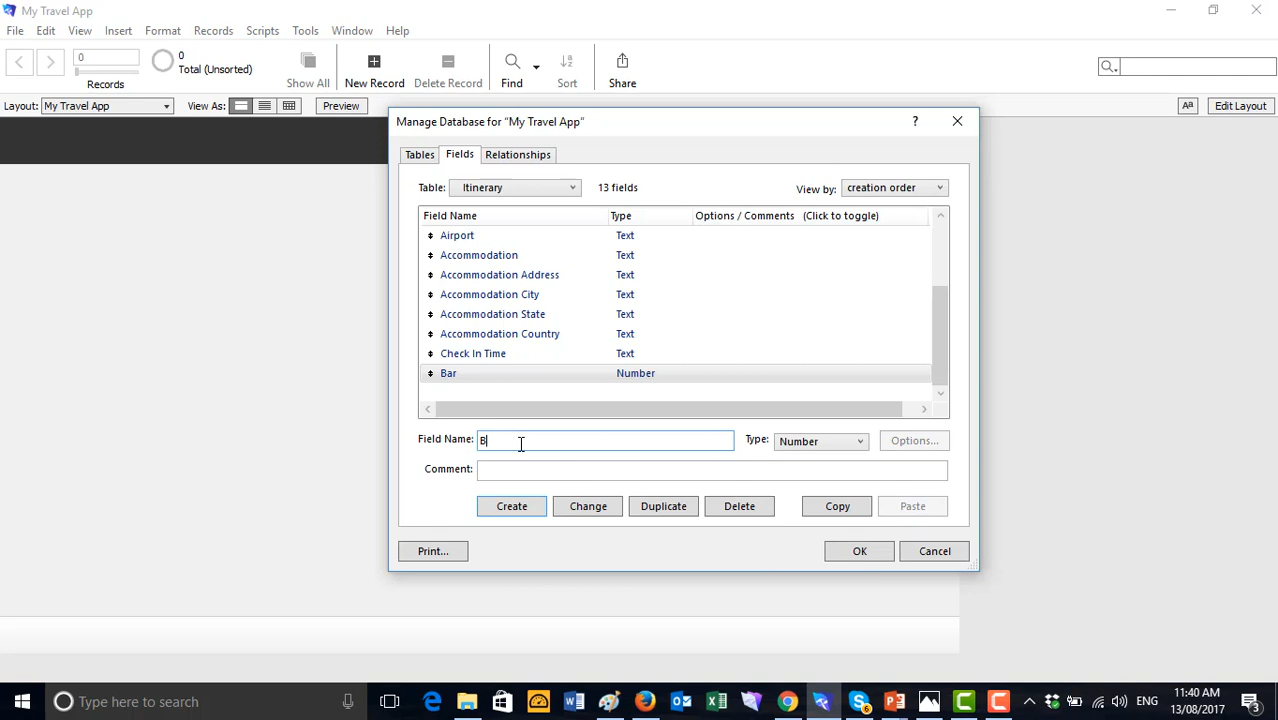 My Travel App
File Edit View Insert Format Records Scripts Tools Window Help
0
0
Total (Unsorted)
Records
Show All
New Record
Delete Record
Find
Sort
Share
Layout: My Travel App View As: Preview Aª Edit Layout
Manage Database for "My Travel App" ?
Tables Fields Relationships
Table: Itinerary 13 fields View by: creation order
Field Name Type Options / Comments (Click to toggle)
Airport Text
Accommodation Text
Accommodation Address Text
Accommodation City Text
Accommodation State Text
Accommodation Country Text
Check In Time Text
Bar Number
Field Name: B Type: Number Options...
Comment:
Create Change Duplicate Delete Copy Paste
Print... OK Cancel
Type here to search
6
ENG
11:40 AM
13/08/2017
3